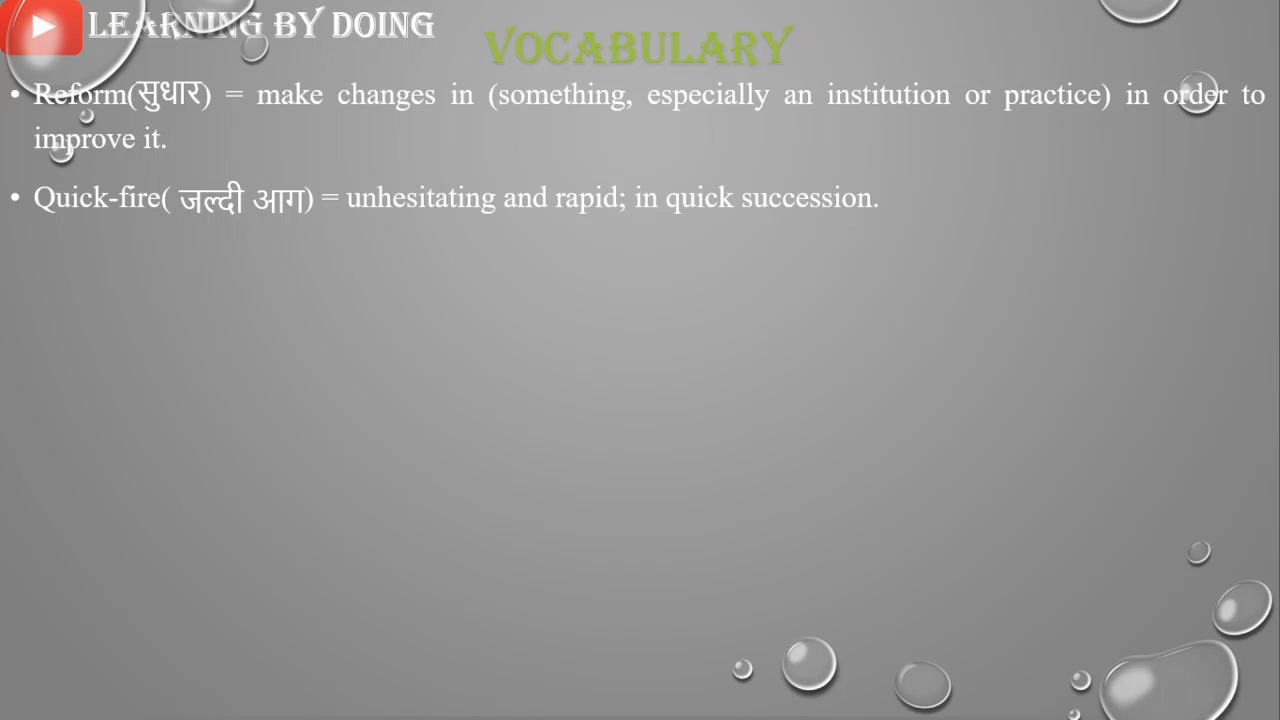 LEARNING BY DOING
VOCABULARY
• Reform(सुधार) = make changes in (something, especially an institution or practice) in order to
improve it.
• Quick-fire( जल्दी आग) = unhesitating and rapid; in quick succession.